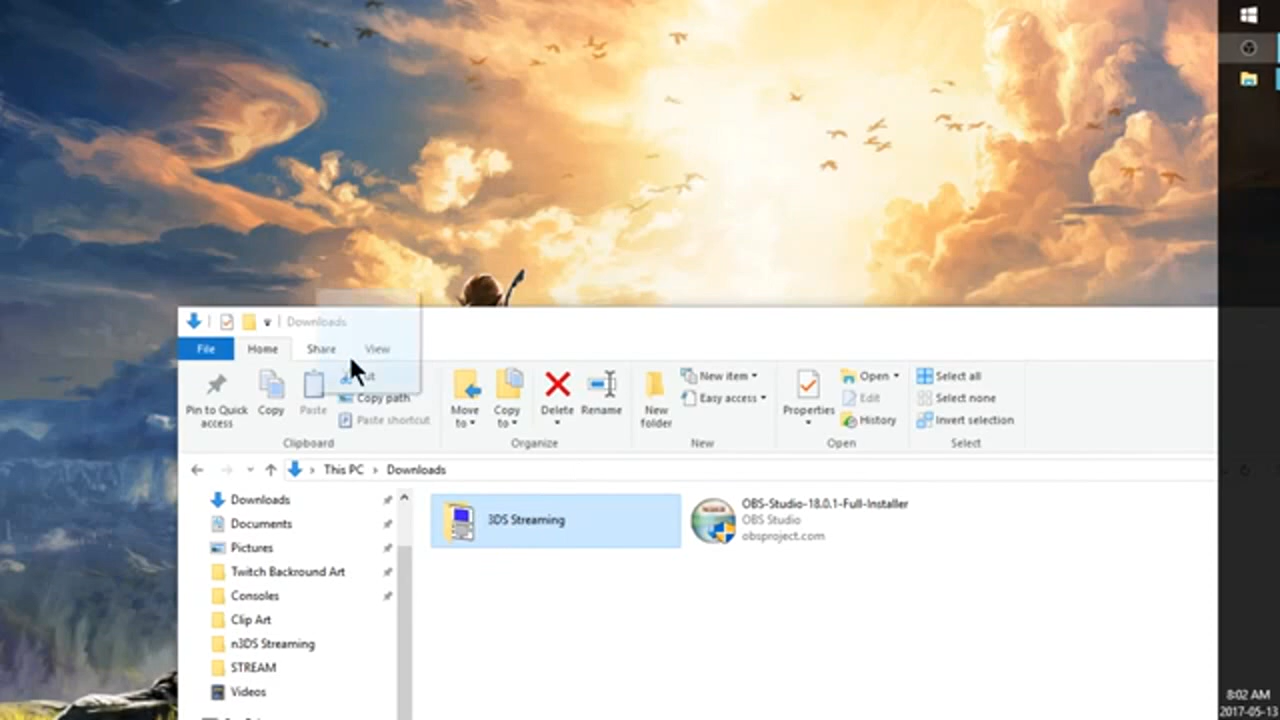 Downloads
File Home Share View
Pin to Quick access
Copy
Paste
Copy path
Paste shortcut
Clipboard
Move to
Copy to
Delete
Rename
Organize
New folder
New item
Easy access
New
Properties
Open
Edit
History
Open
Select all
Select none
Invert selection
Select
This PC > Downloads
Downloads
Documents
Pictures
Twitch Backround Art
Consoles
Clip Art
n3DS Streaming
STREAM
Videos
3DS Streaming
OBS-Studio-18.0.1-Full-Installer
OBS Studio
obsproject.com
8:02 AM
2017-05-13